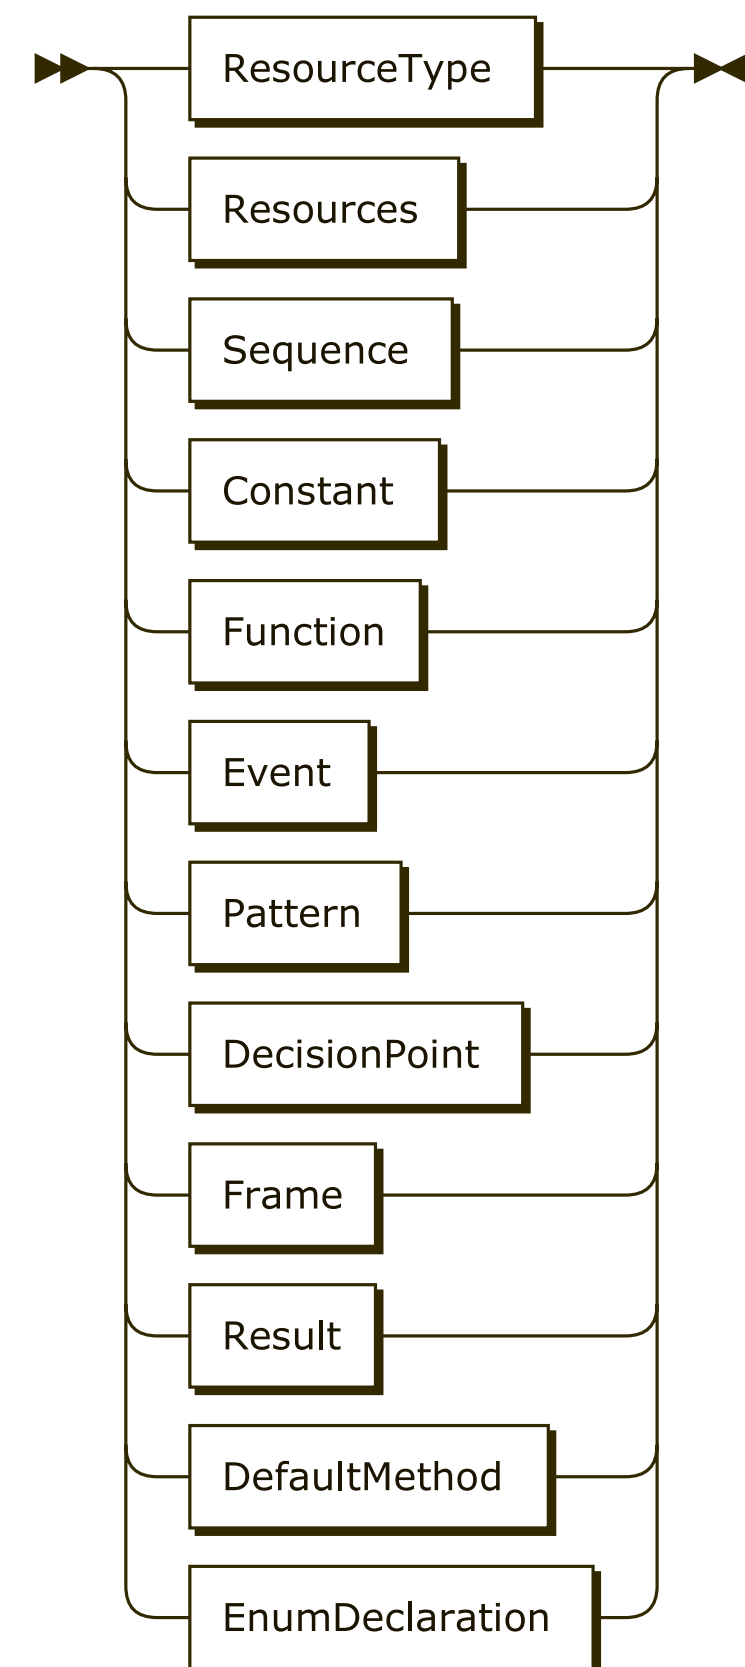 ResourceType
Resources
Sequence
Constant
Function
Event
Pattern
DecisionPoint
Frame
Result
DefaultMethod
EnumDeclaration